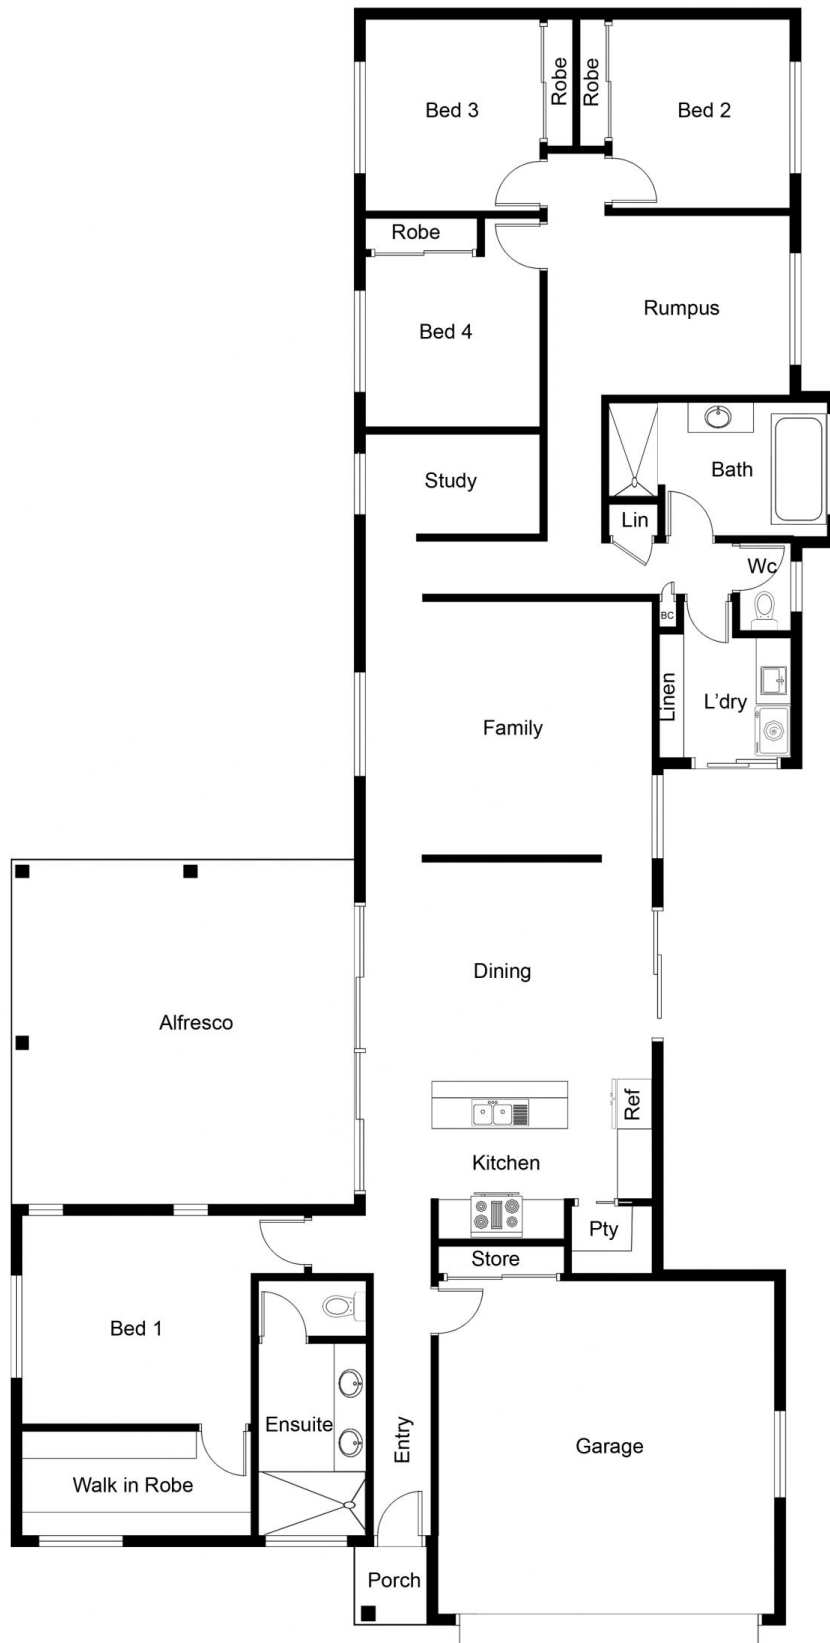 Bed 3
Robe
Robe
Bed 2
Robe
Bed 4
Rumpus
Study
Bath
Lin
Wc
BC
Linen
L'dry
Family
Dining
Alfresco
Ref
Kitchen
Pty
Store
Bed 1
Ensuite
Entry
Garage
Walk in Robe
Porch